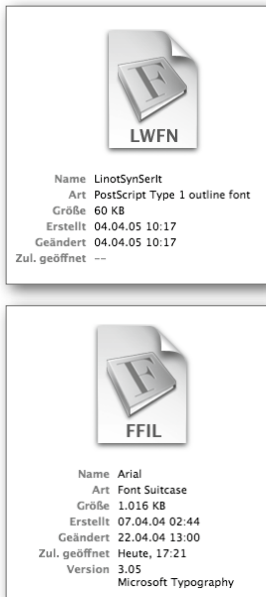 F
LWFN
Name LinotSynSerIt
Art PostScript Type 1 outline font
Größe 60 KB
Erstellt 04.04.05 10:17
Geändert 04.04.05 10:17
Zul. geöffnet --
F
FFIL
Name Arial
Art Font Suitcase
Größe 1.016 KB
Erstellt 07.04.04 02:44
Geändert 22.04.04 13:00
Zul. geöffnet Heute, 17:21
Version 3.05
Microsoft Typography